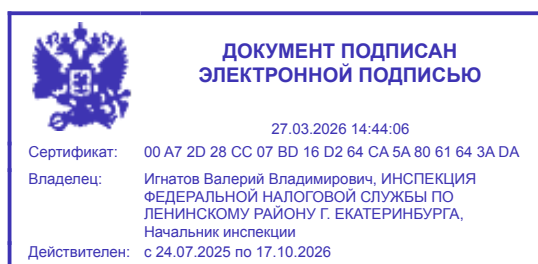 ДОКУМЕНТ ПОДПИСАН
ЭЛЕКТРОННОЙ ПОДПИСЬЮ
27.03.2026 14:44:06
Сертификат: 00 A7 2D 28 CC 07 BD 16 D2 64 CA 5A 80 61 64 3A DA
Владелец: Игнатов Валерий Владимирович, ИНСПЕКЦИЯ
ФЕДЕРАЛЬНОЙ НАЛОГОВОЙ СЛУЖБЫ ПО
ЛЕНИНСКОМУ РАЙОНУ Г. ЕКАТЕРИНБУРГА,
Начальник инспекции
Действителен: с 24.07.2025 по 17.10.2026